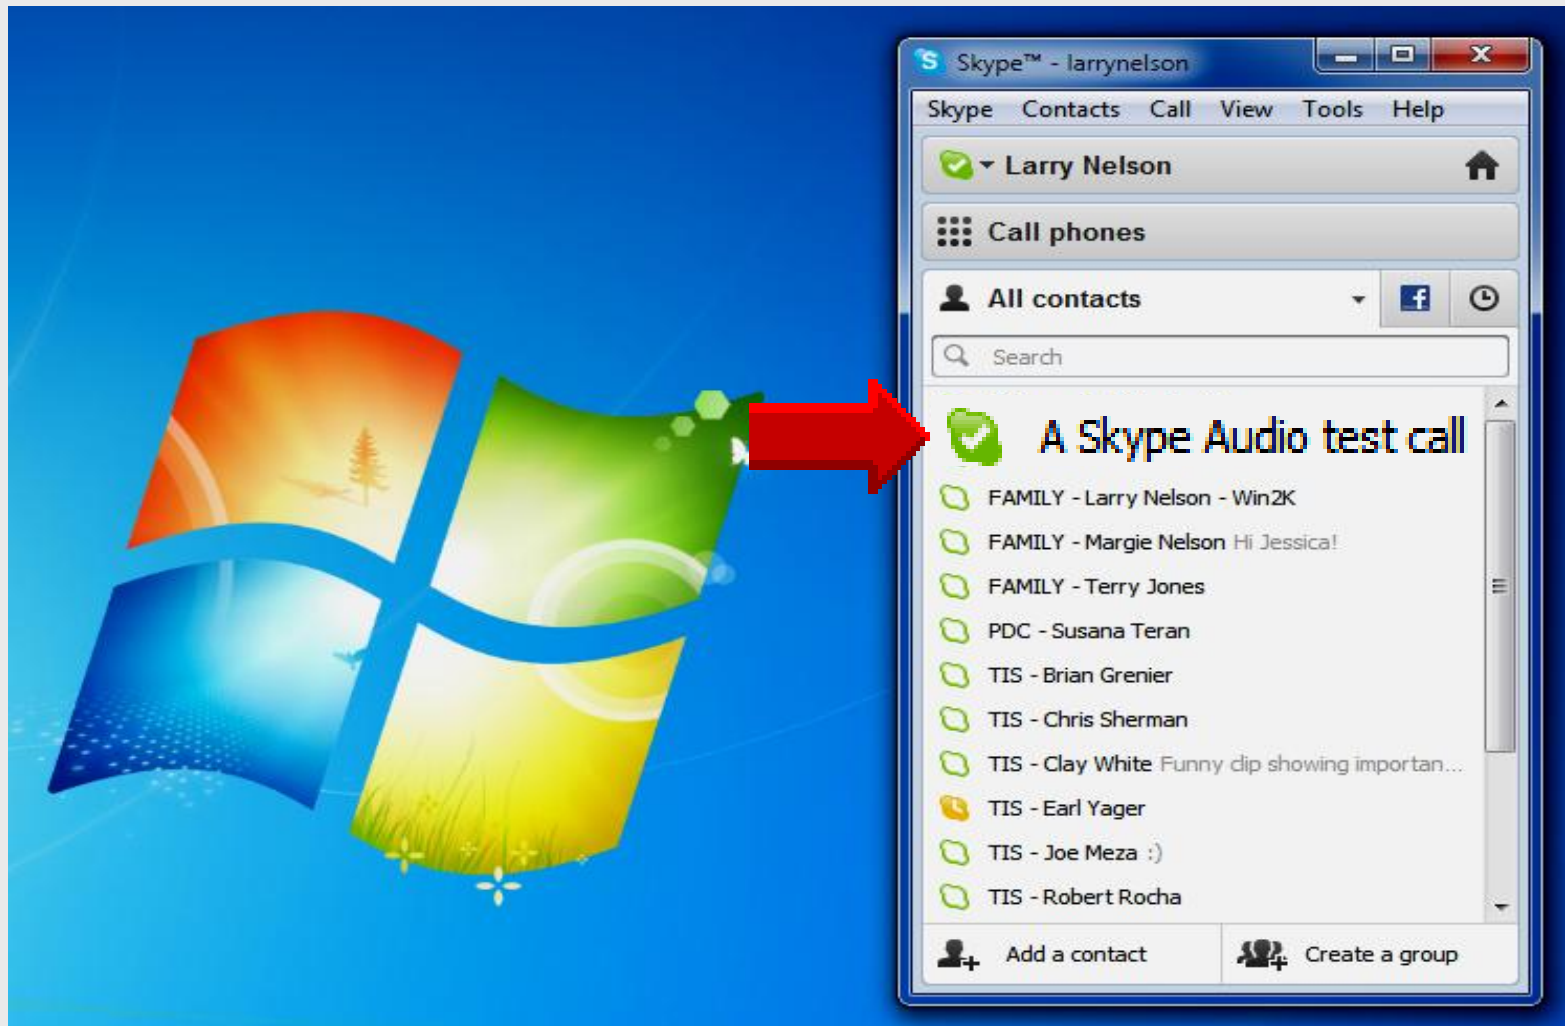 Skype™ - larrynelson
Skype Contacts Call View Tools Help
Larry Nelson
Call phones
All contacts
Search
A Skype Audio test call
FAMILY - Larry Nelson - Win2K
FAMILY - Margie Nelson Hi Jessica!
FAMILY - Terry Jones
PDC - Susana Teran
TIS - Brian Grenier
TIS - Chris Sherman
TIS - Clay White Funny clip showing importan...
TIS - Earl Yager
TIS - Joe Meza :)
TIS - Robert Rocha
Add a contact Create a group